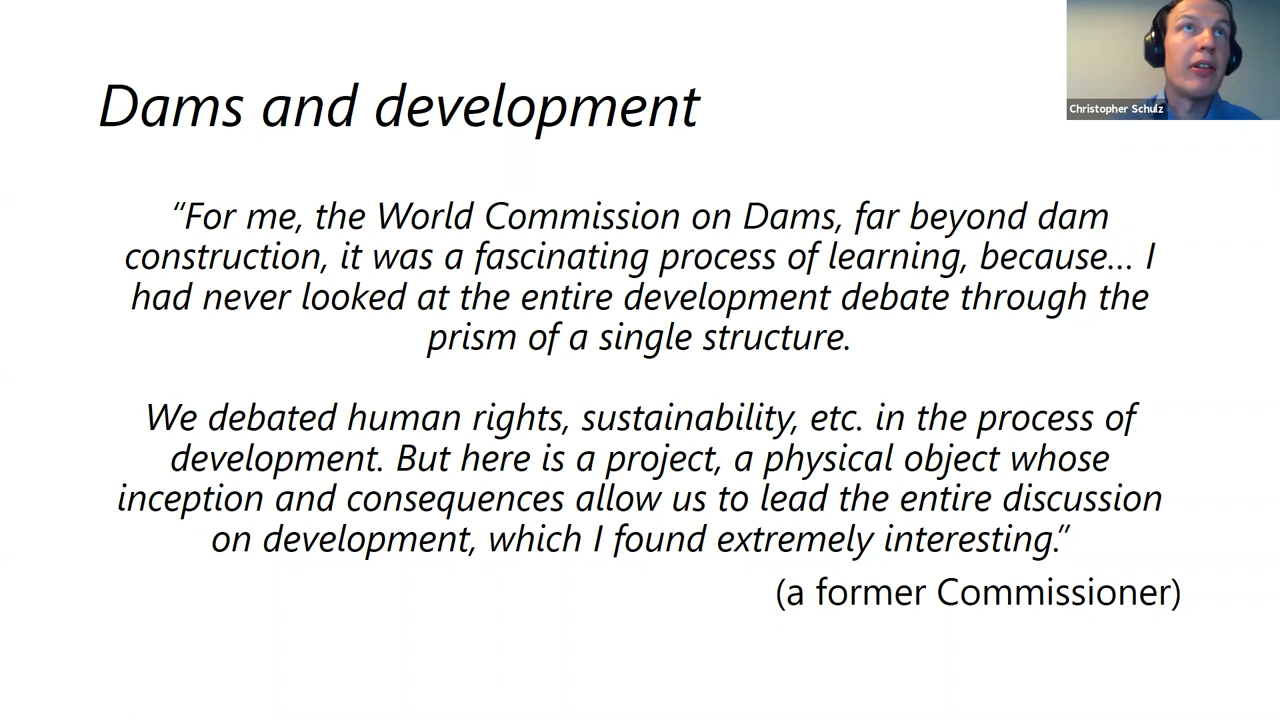 Dams and development
Christopher Schulz
“For me, the World Commission on Dams, far beyond dam
construction, it was a fascinating process of learning, because... I
had never looked at the entire development debate through the
prism of a single structure.
We debated human rights, sustainability, etc. in the process of
development. But here is a project, a physical object whose
inception and consequences allow us to lead the entire discussion
on development, which I found extremely interesting.”
(a former Commissioner)